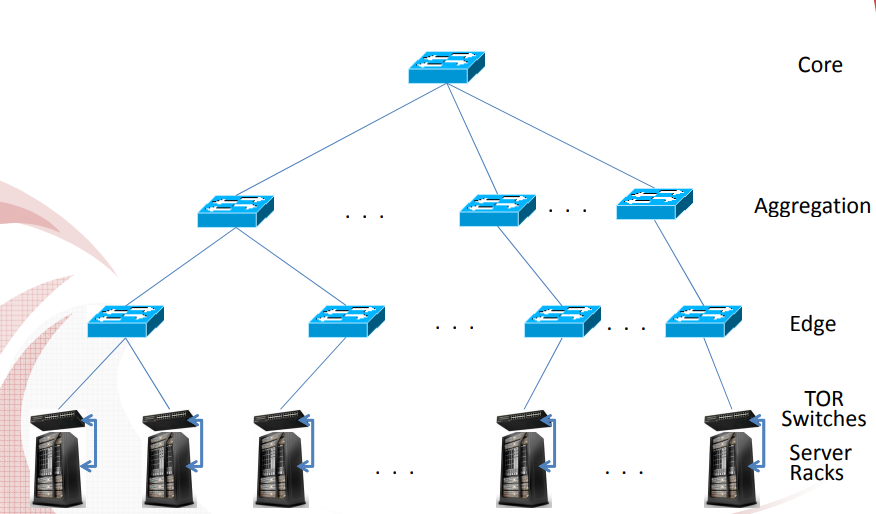 Core
. . .
. . .
Aggregation
. . .
. . .
Edge
TOR
Switches
Server
Racks
. . .
. . .